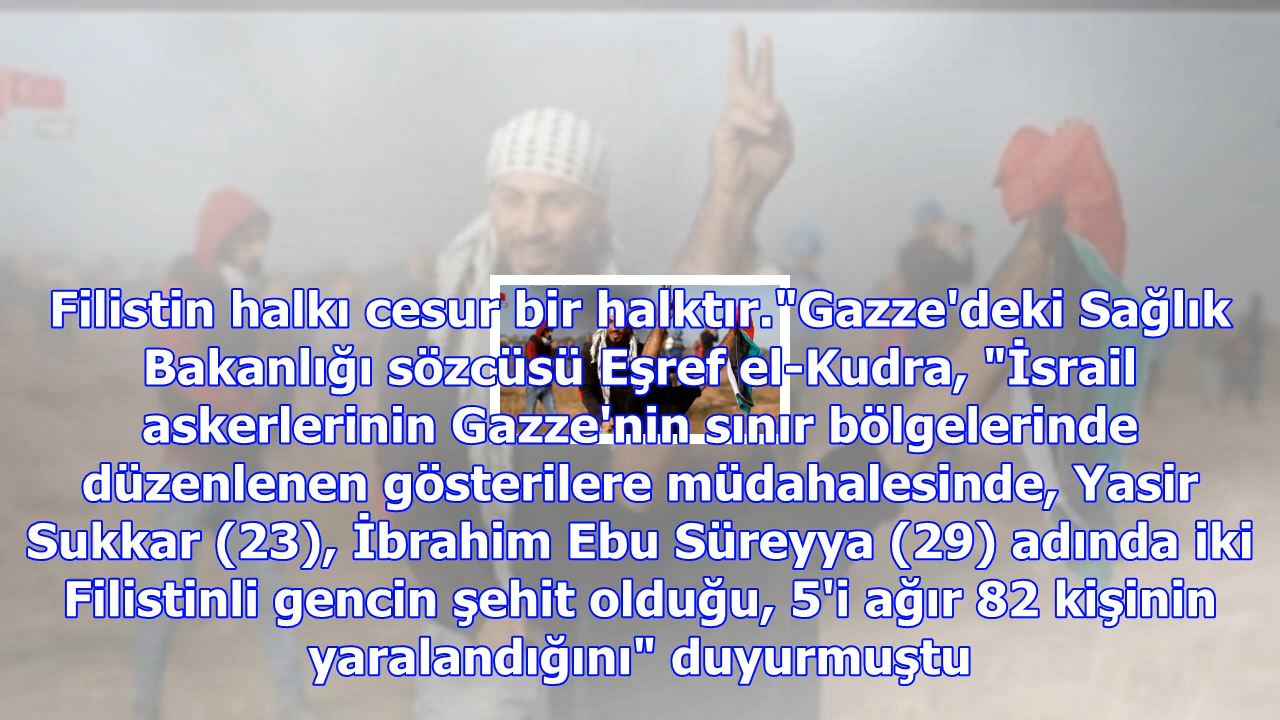 Filistin halkı cesur bir halktır."Gazze'deki Sağlık
Bakanlığı sözcüsü Eşref el-Kudra, "İsrail
askerlerinin Gazze'nin sınır bölgelerinde
düzenlenen gösterilere müdahalesinde, Yasir
Sukkar (23), İbrahim Ebu Süreyya (29) adında iki
Filistinli gencin şehit olduğu, 5'i ağır 82 kişinin
yaralandığını" duyurmuştu